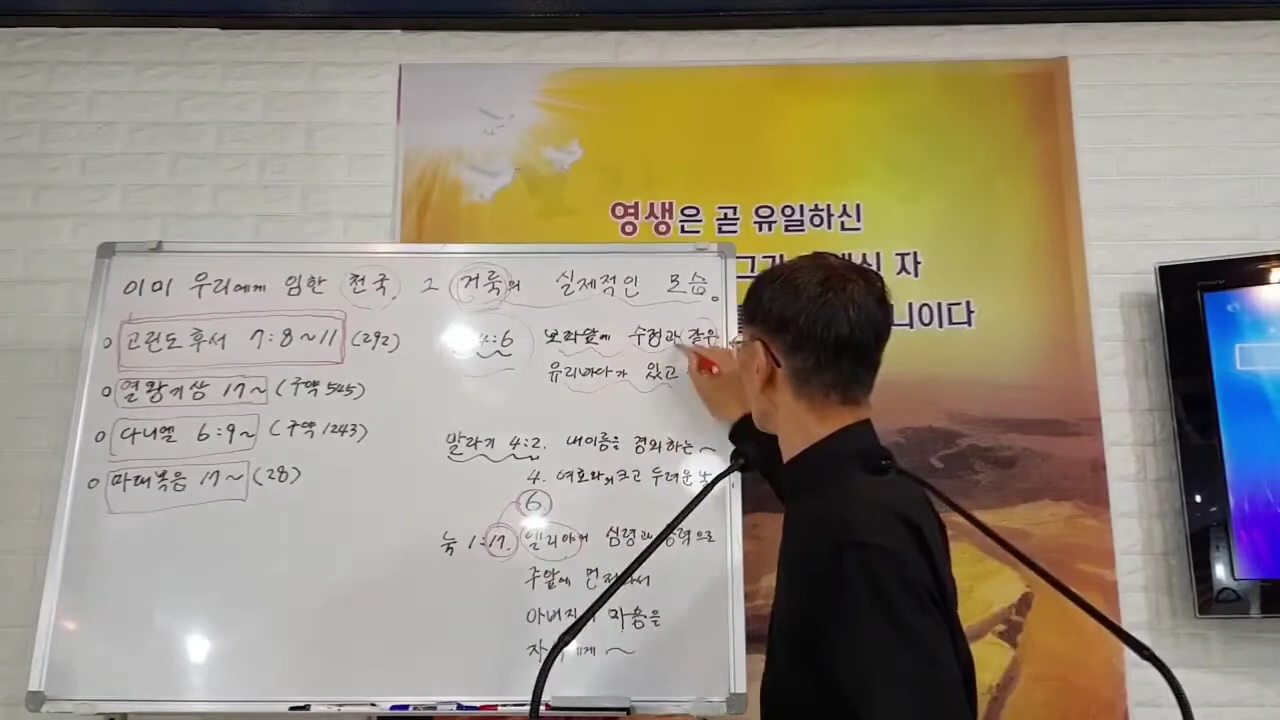 영생은 곧 유일하신
자
니이다
이미 우리에게 임한 천국. 그 거룩의 실제적인 모습.
o 고린도후서 7:8~11 (292)
o 열왕기상 17~ (구약 545)
o 다니엘 6:9~ (구약 1243)
o 마태복음 17~ (28)
4:6 보라앞에 수정과 같은
유리바다가 있고
말라기 4:2. 내이름을 경외하는~
4. 여호와의 크고 두려운
6
눅 1:17. 엘리야의 심령과 능력으로
주앞에 먼저
아버지 마음을
~